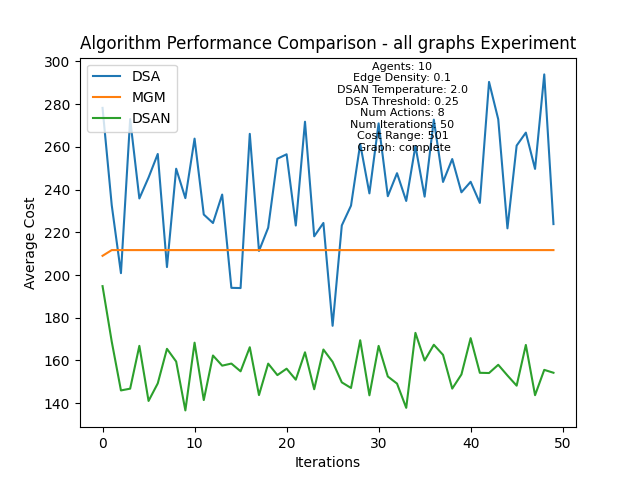 Algorithm Performance Comparison - all graphs Experiment
DSA
MGM
DSAN
Agents: 10
Edge Density: 0.1
DSAN Temperature: 2.0
DSA Threshold: 0.25
Num Actions: 8
Num Iterations: 50
Cost Range: 501
Graph: complete
Average Cost
300
280
260
240
220
200
180
160
140
0
10
20
30
40
50
Iterations